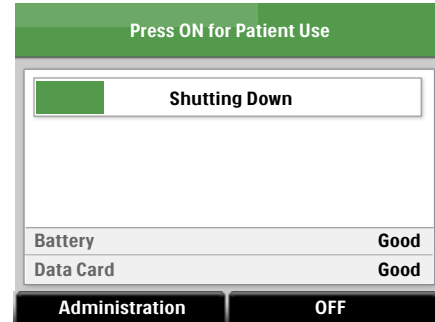 Press ON for Patient Use
Shutting Down
Battery Good
Data Card Good
Administration OFF